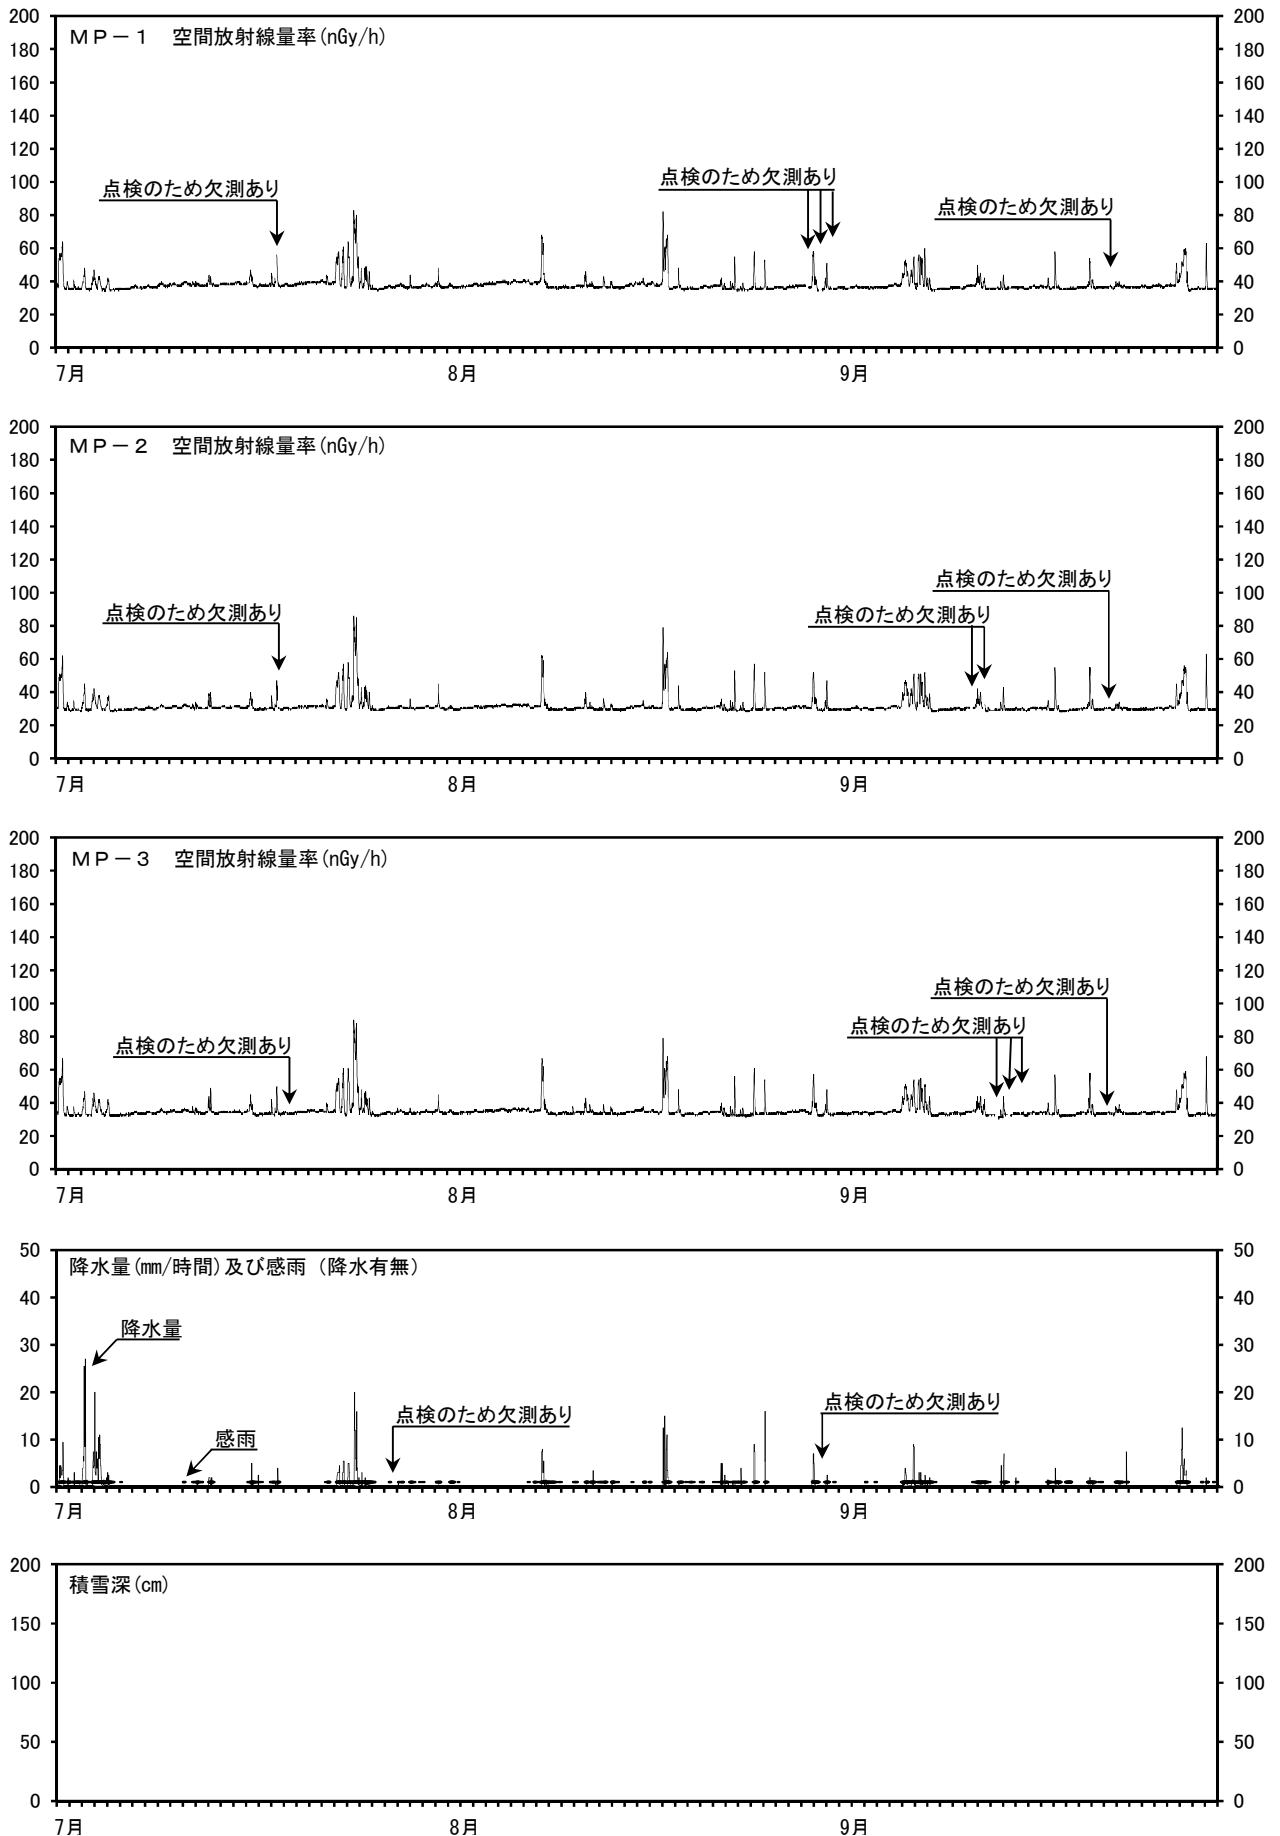 200 200
180 180
160 160
140 140
120 120
100 100
80 80
60 60
40 40
20 20
0 0
MP－1　空間放射線量率(nGy/h)
点検のため欠測あり
点検のため欠測あり
点検のため欠測あり
7月 8月 9月
200 200
180 180
160 160
140 140
120 120
100 100
80 80
60 60
40 40
20 20
0 0
MP－2　空間放射線量率(nGy/h)
点検のため欠測あり
点検のため欠測あり
点検のため欠測あり
7月 8月 9月
200 200
180 180
160 160
140 140
120 120
100 100
80 80
60 60
40 40
20 20
0 0
MP－3　空間放射線量率(nGy/h)
点検のため欠測あり
点検のため欠測あり
点検のため欠測あり
7月 8月 9月
50 50
40 40
30 30
20 20
10 10
0 0
降水量(mm/時間)及び感雨（降水有無）
降水量
感雨
点検のため欠測あり
点検のため欠測あり
7月 8月 9月
200 200
150 150
100 100
50 50
0 0
積雪深(cm)
7月 8月 9月